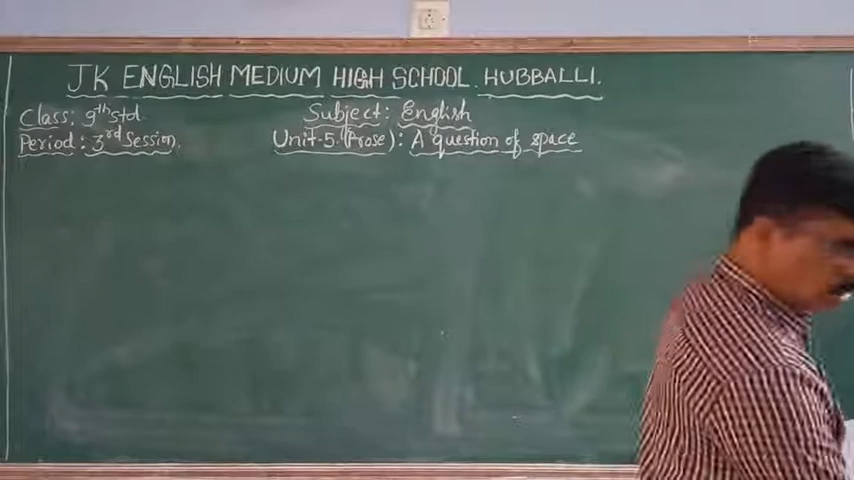 JK ENGLISH MEDIUM HIGH SCHOOL, HUBBALLI.
Class: 9th std
Subject: English
Period: 3rd Session.
Unit-5 (Prose): A question of space